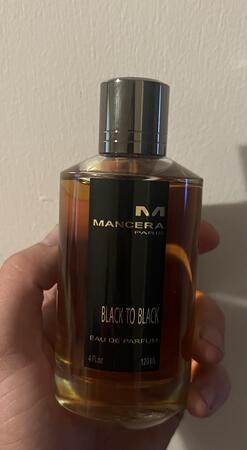 M
MANCERA
PARIS
BLACK TO BLACK
EAU DE PARFUM
4 Fl.oz 120 ML